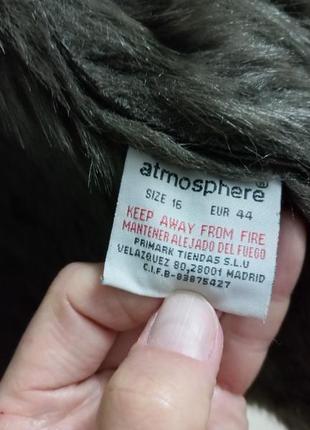 atmosphere®
SIZE 16 EUR 44
KEEP AWAY FROM FIRE
MANTENER ALEJADO DEL FUEGO
PRIMARK TIENDAS S.L.U
VELAZQUEZ 80,28001 MADRID
C.I.F.B-83875427